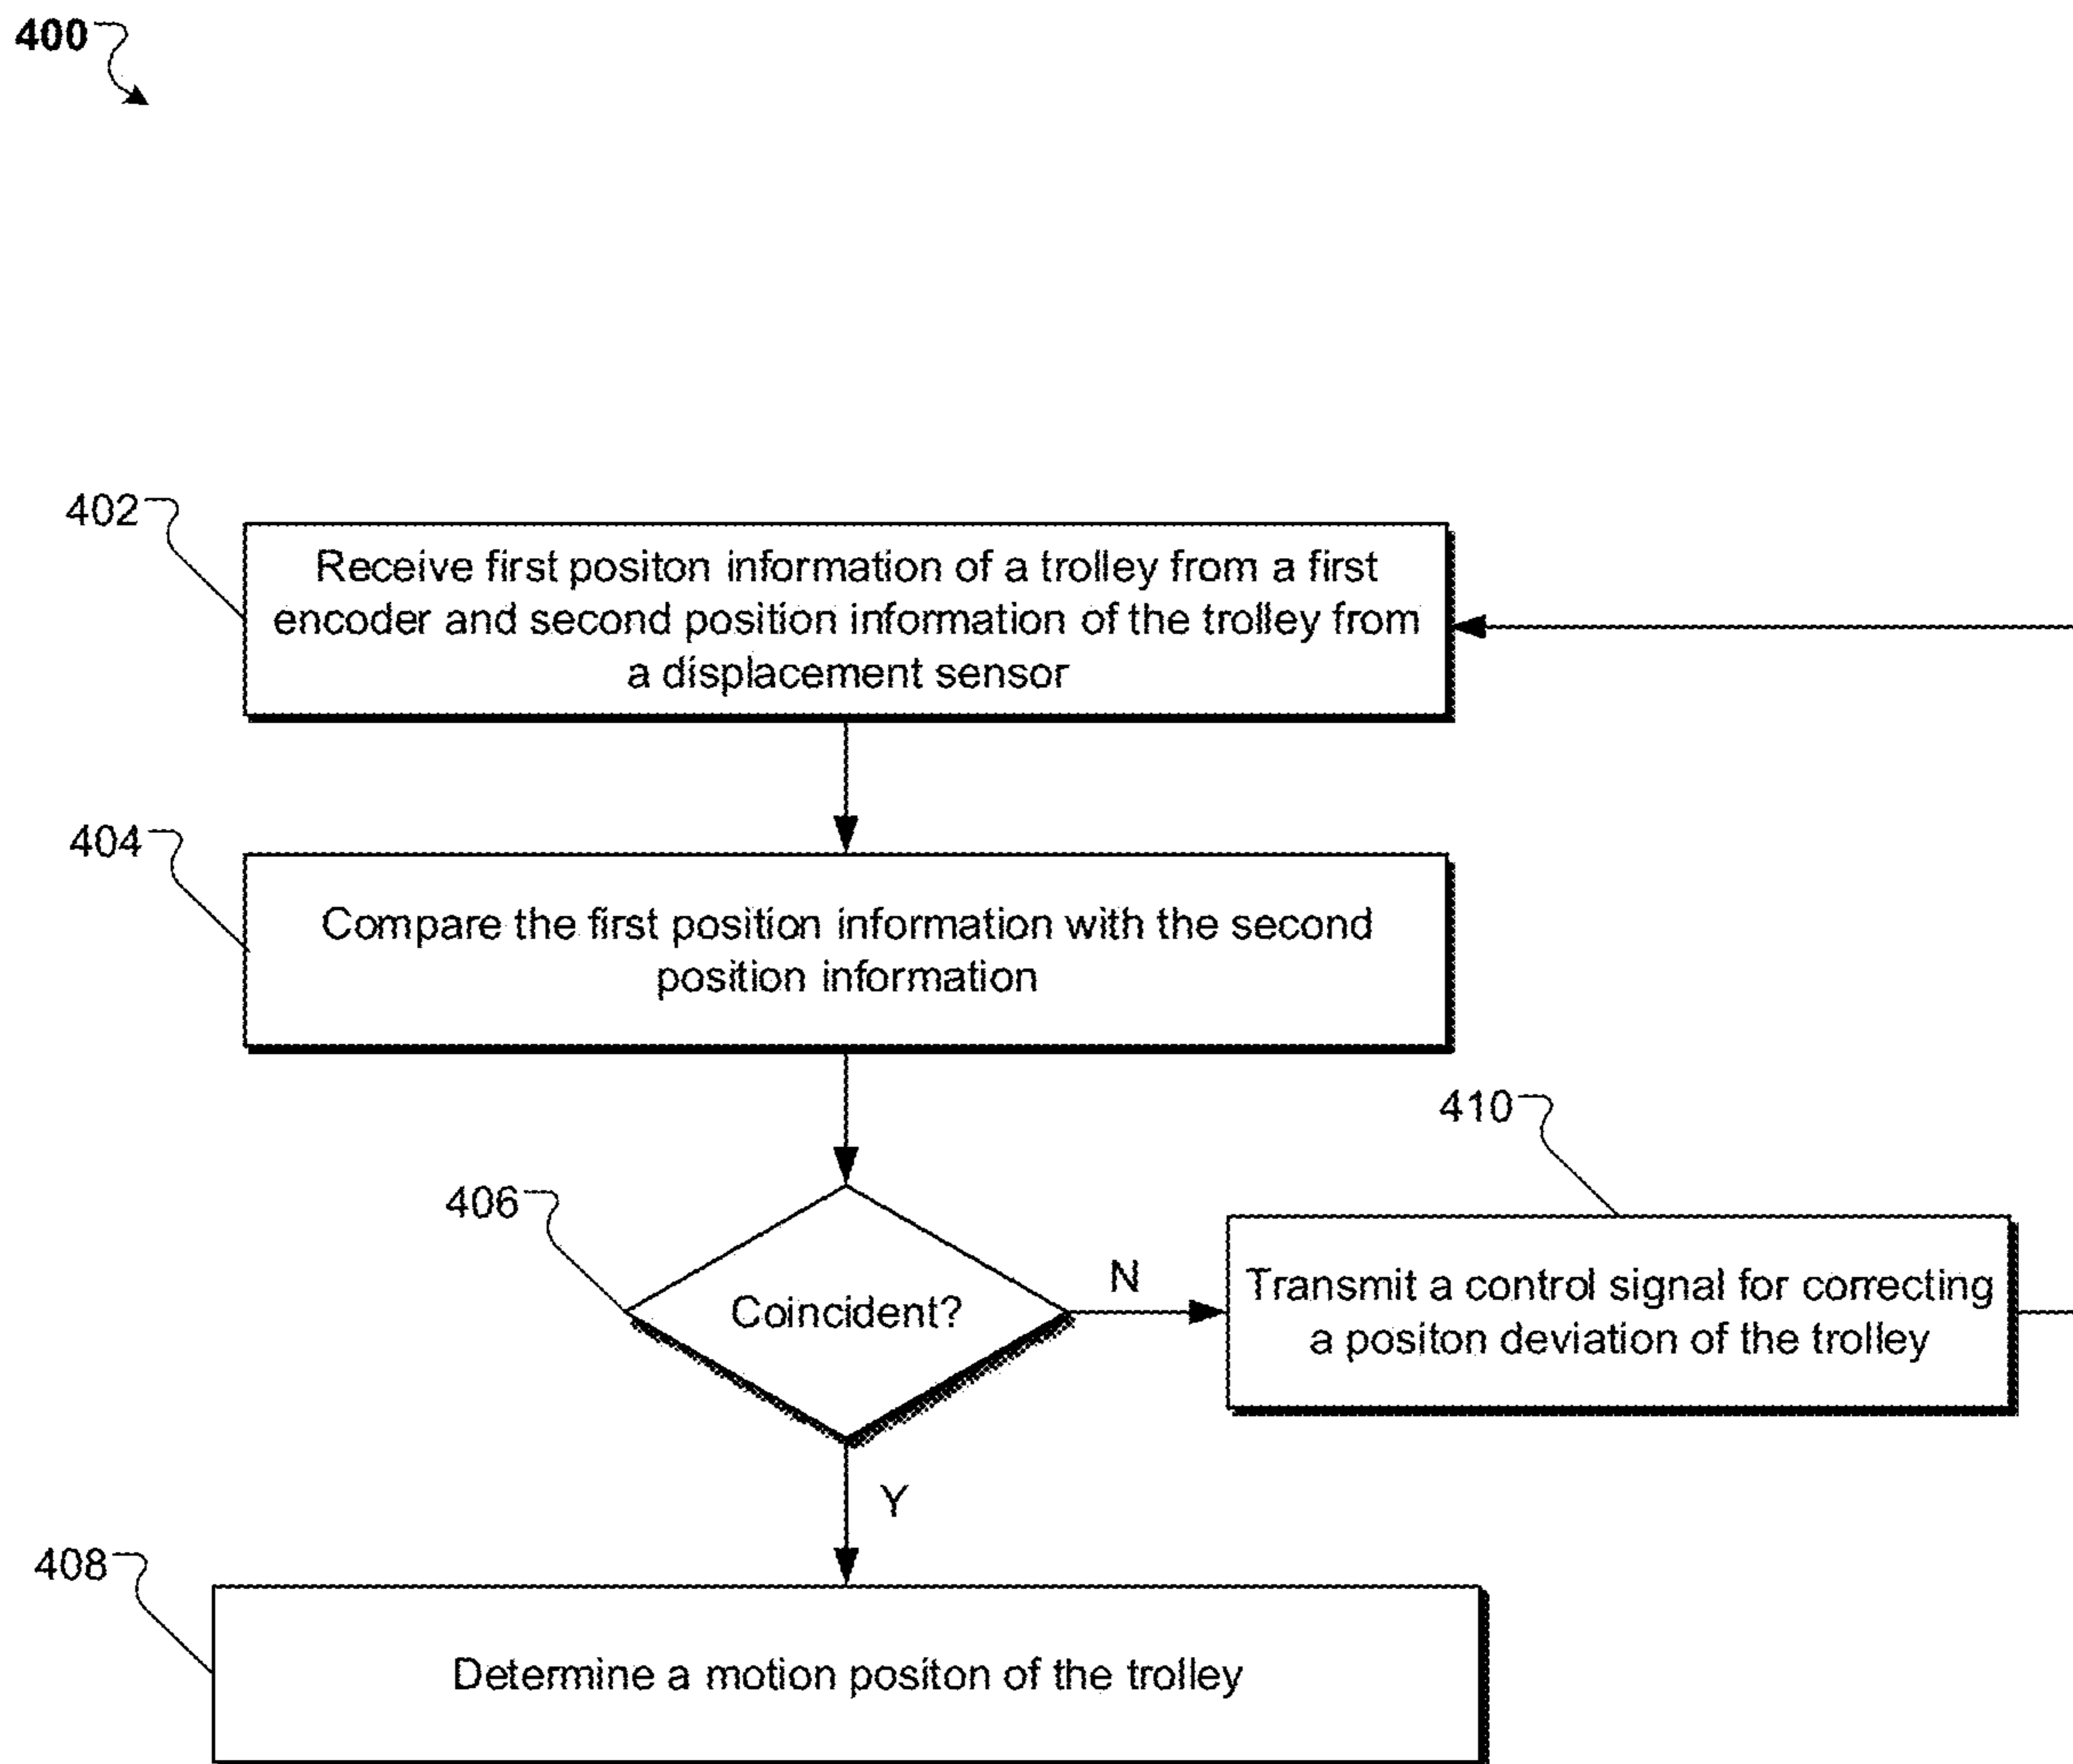 400
402
Receive first positon information of a trolley from a first
encoder and second position information of the trolley from
a displacement sensor
404
Compare the first position information with the second
position information
406
Coincident?
N
410
Transmit a control signal for correcting
a positon deviation of the trolley
Y
408
Determine a motion positon of the trolley